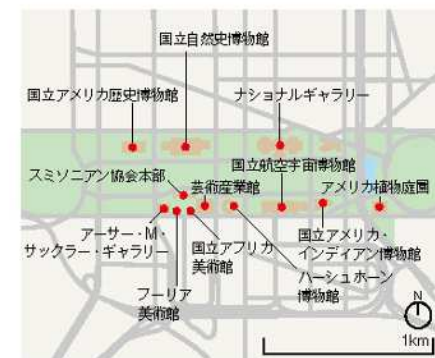 国立自然史博物館
国立アメリカ歴史博物館
ナショナルギャラリー
スミソニアン協会本部
芸術産業館
国立航空宇宙博物館
アメリカ植物庭園
アーサー・M・
サックラー・ギャラリー
フーリア
美術館
国立アフリカ
美術館
ハーシュホーン
博物館
国立アメリカ・
インディアン博物館
N
1km